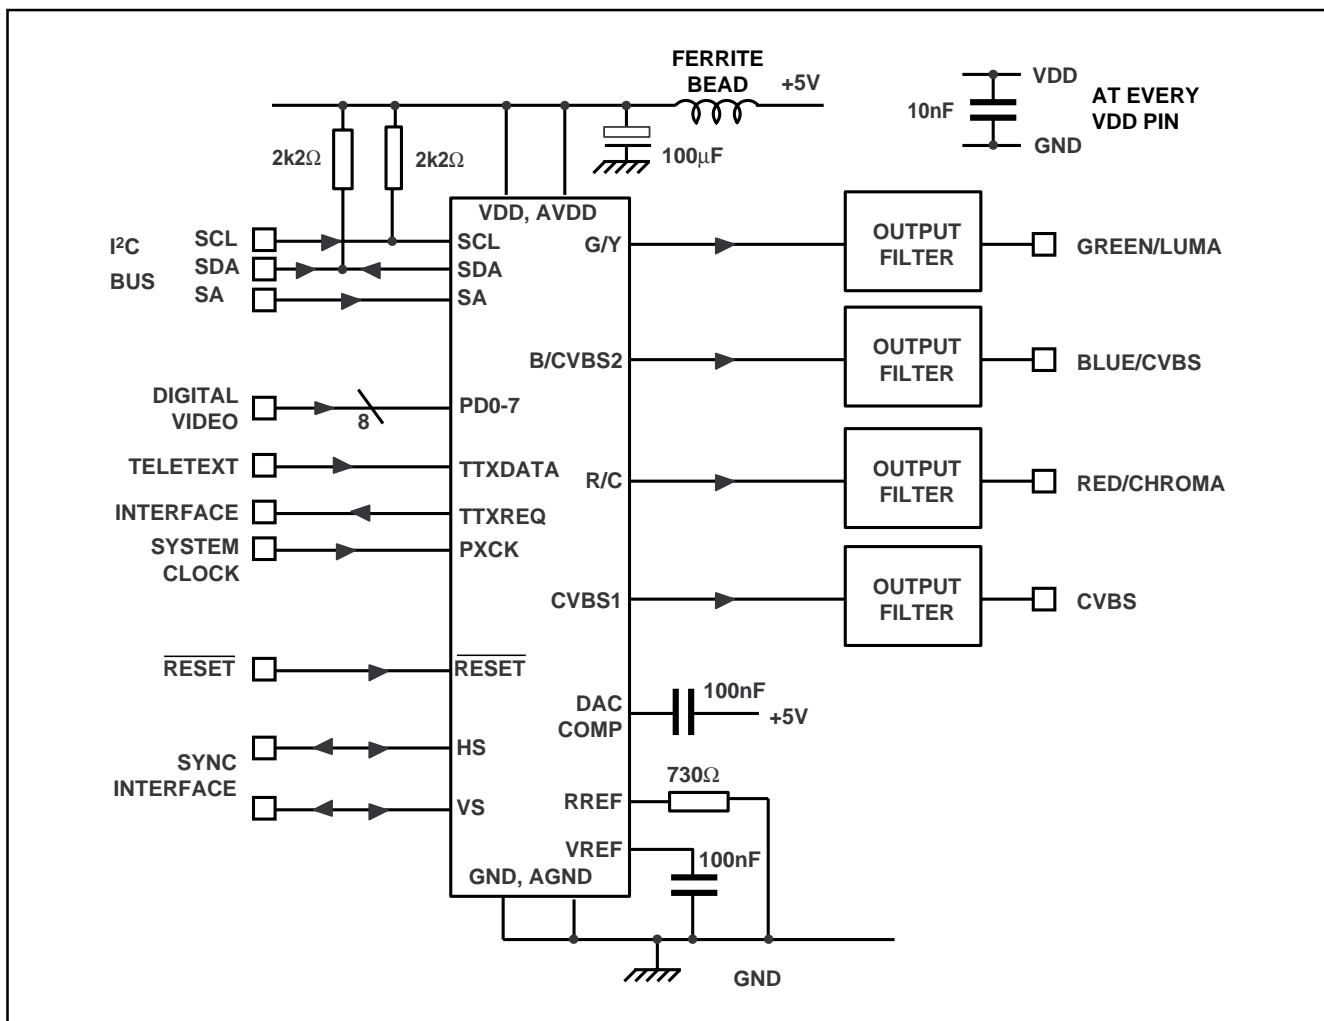 FERRITE
BEAD
+5V
VDD
10nF
AT EVERY
VDD PIN
GND
2k2Ω
2k2Ω
100µF
VDD, AVDD
I²C
BUS
SCL
SDA
SA
SCL
SDA
SA
G/Y
OUTPUT
FILTER
GREEN/LUMA
B/CVBS2
OUTPUT
FILTER
BLUE/CVBS
DIGITAL
VIDEO
8
PD0-7
TELETEXT
TTXDATA
R/C
OUTPUT
FILTER
RED/CHROMA
INTERFACE
TTXREQ
SYSTEM
CLOCK
PXCK
CVBS1
OUTPUT
FILTER
CVBS
RESET
RESET
DAC
COMP
100nF
+5V
SYNC
INTERFACE
HS
VS
730Ω
RREF
VREF
100nF
GND, AGND
GND